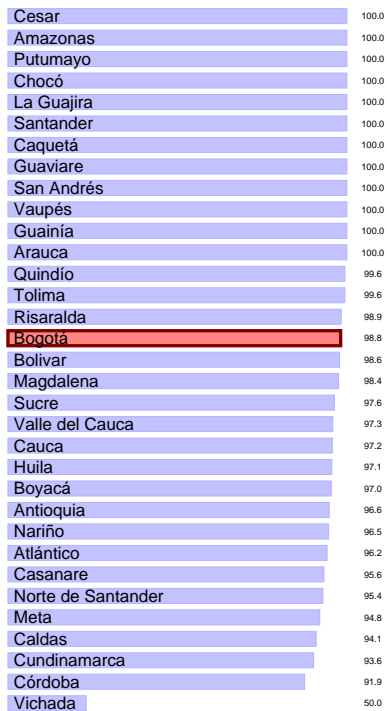 Cesar 100.0
Amazonas 100.0
Putumayo 100.0
Chocó 100.0
La Guajira 100.0
Santander 100.0
Caquetá 100.0
Guaviare 100.0
San Andrés 100.0
Vaupés 100.0
Guainía 100.0
Arauca 100.0
Quindío 99.6
Tolima 99.6
Risaralda 98.9
Bogotá 98.8
Bolivar 98.6
Magdalena 98.4
Sucre 97.6
Valle del Cauca 97.3
Cauca 97.2
Huila 97.1
Boyacá 97.0
Antioquia 96.6
Nariño 96.5
Atlántico 96.2
Casanare 95.6
Norte de Santander 95.4
Meta 94.8
Caldas 94.1
Cundinamarca 93.6
Córdoba 91.9
Vichada 50.0